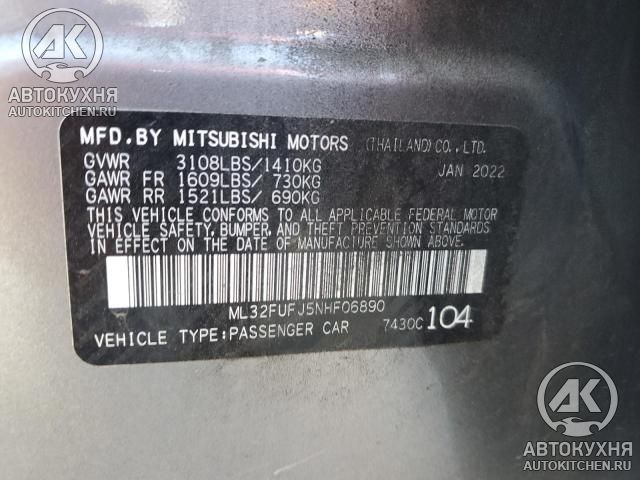 АК
АВТОКУХНЯ
AUTOKITCHEN.RU
MFD.BY MITSUBISHI MOTORS (THAILAND)CO.,LTD.
GVWR 3108LBS/1410KG JAN 2022
GAWR FR 1609LBS/ 730KG
GAWR RR 1521LBS/ 690KG
THIS VEHICLE CONFORMS TO ALL APPLICABLE FEDERAL MOTOR
VEHICLE SAFETY, BUMPER, AND THEFT PREVENTION STANDARDS
IN EFFECT ON THE DATE OF MANUFACTURE SHOWN ABOVE.
ML32FUFJ5NHF06890
VEHICLE TYPE:PASSENGER CAR 7430C 104
АК
АВТОКУХНЯ
AUTOKITCHEN.RU